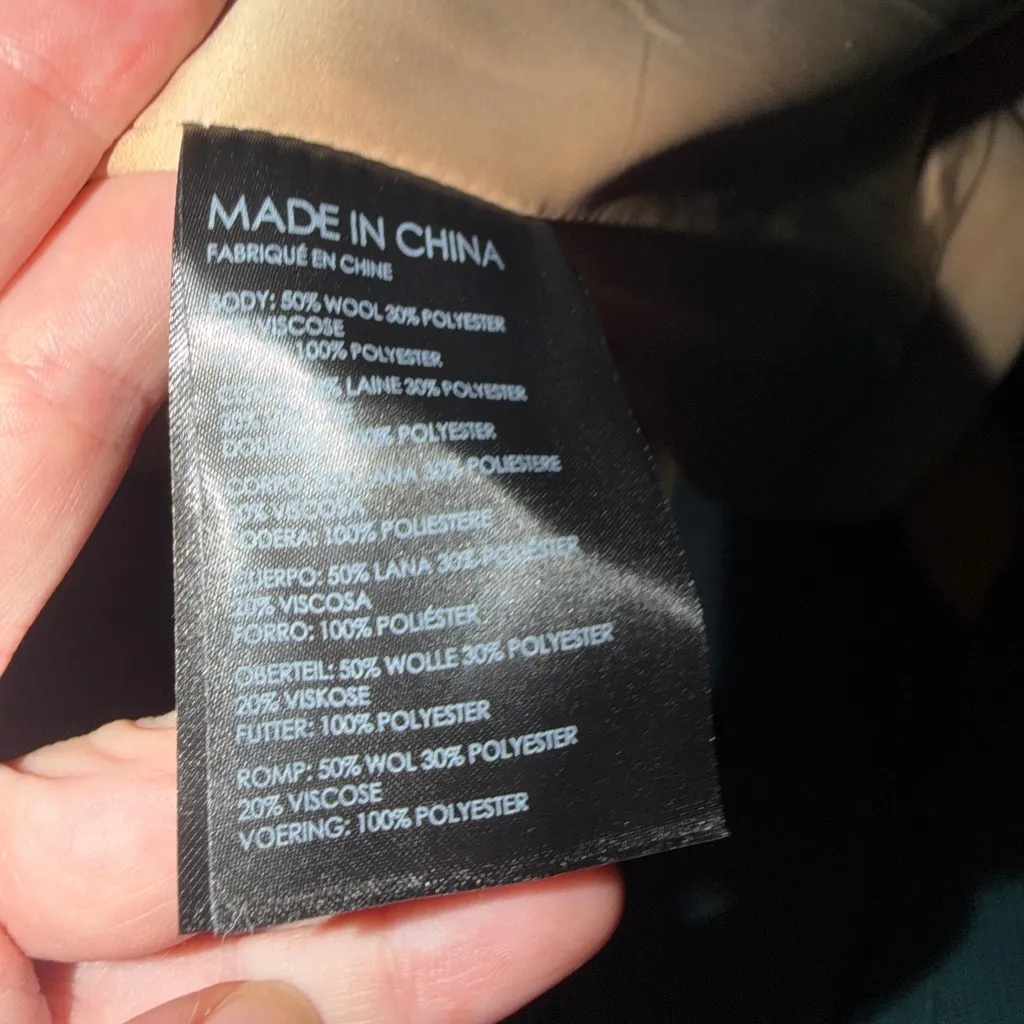 MADE IN CHINA
FABRIQUÉ EN CHINE
BODY: 50% WOOL 30% POLYESTER
VISCOSE
100% POLYESTER
LAINE 30% POLYESTER
POLYESTER
LANA 30% POLIESTERE
20% VISCOSA
FODERA: 100% POLIESTERE
CUERPO: 50% LANA 30% POLIÉSTER
20% VISCOSA
FORRO: 100% POLIÉSTER
OBERTEIL: 50% WOLLE 30% POLYESTER
20% VISKOSE
FUTTER: 100% POLYESTER
ROMP: 50% WOL 30% POLYESTER
20% VISCOSE
VOERING: 100% POLYESTER